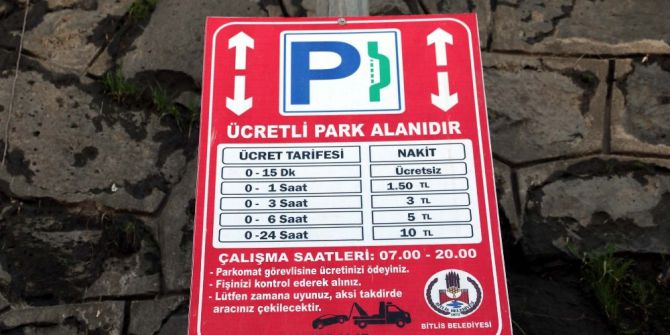 P
ÜCRETLİ PARK ALANIDIR
ÜCRET TARİFESİ NAKİT
0 - 15 Dk Ücretsiz
0 - 1 Saat 1.50 TL
0 - 3 Saat 3 TL
0 - 6 Saat 5 TL
0 -24 Saat 10 TL
ÇALIŞMA SAATLERİ: 07.00 - 20.00
- Parkomat görevlisine ücretinizi ödeyiniz.
- Fişinizi kontrol ederek alınız.
- Lütfen zamana uyunuz, aksi takdirde
aracınız çekilecektir.
BİTLİS BELEDİYESİ